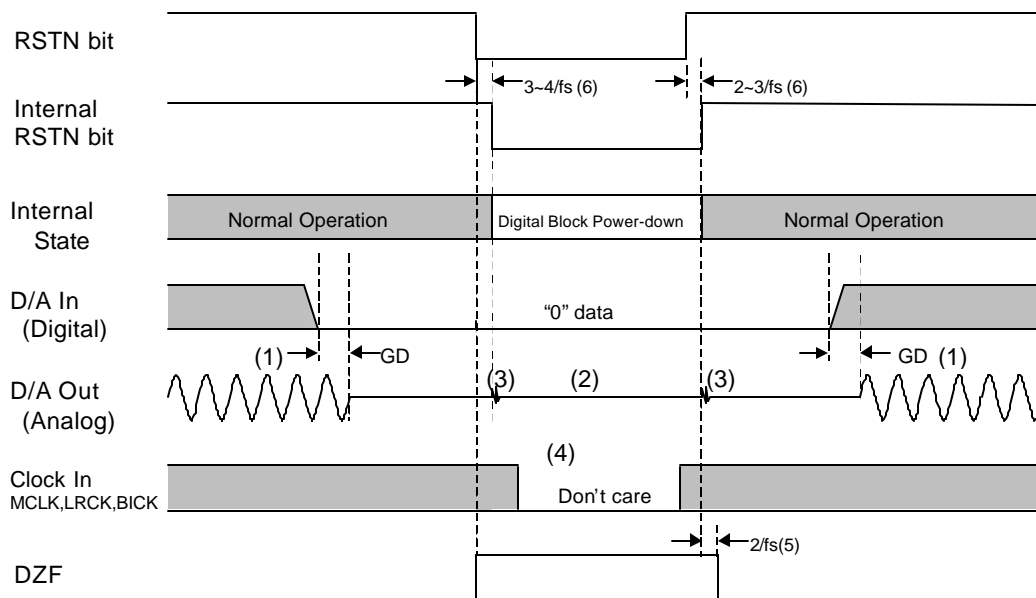 RSTN bit
3~4/fs (6)
2~3/fs (6)
Internal
RSTN bit
Internal
State
Normal Operation
Digital Block Power-down
Normal Operation
D/A In
(Digital)
“0” data
(1)
GD
GD
(1)
D/A Out
(Analog)
(3)
(2)
(3)
(4)
Clock In
MCLK,LRCK,BICK
Don’t care
2/fs(5)
DZF